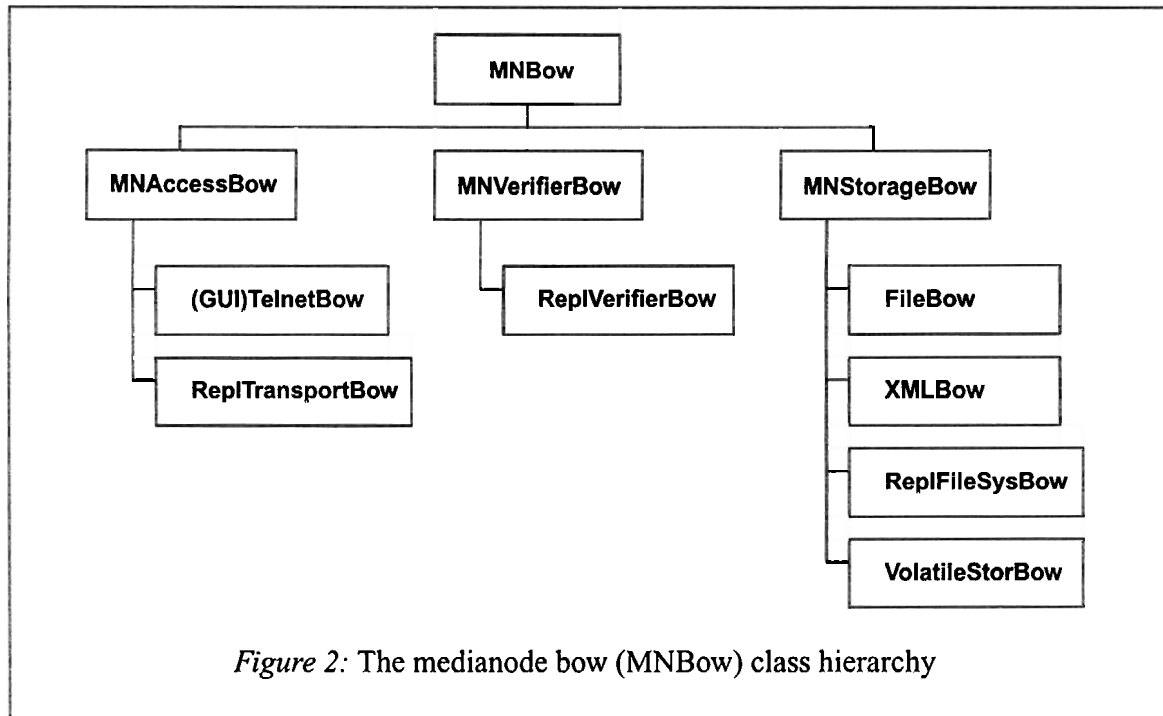 MNBow
MNAccessBow
MNVerifierBow
MNStorageBow
(GUI)TelnetBow
ReplVerifierBow
FileBow
ReplTransportBow
XMLBow
ReplFileSysBow
VolatileStorBow
Figure 2: The medianode bow (MNBow) class hierarchy